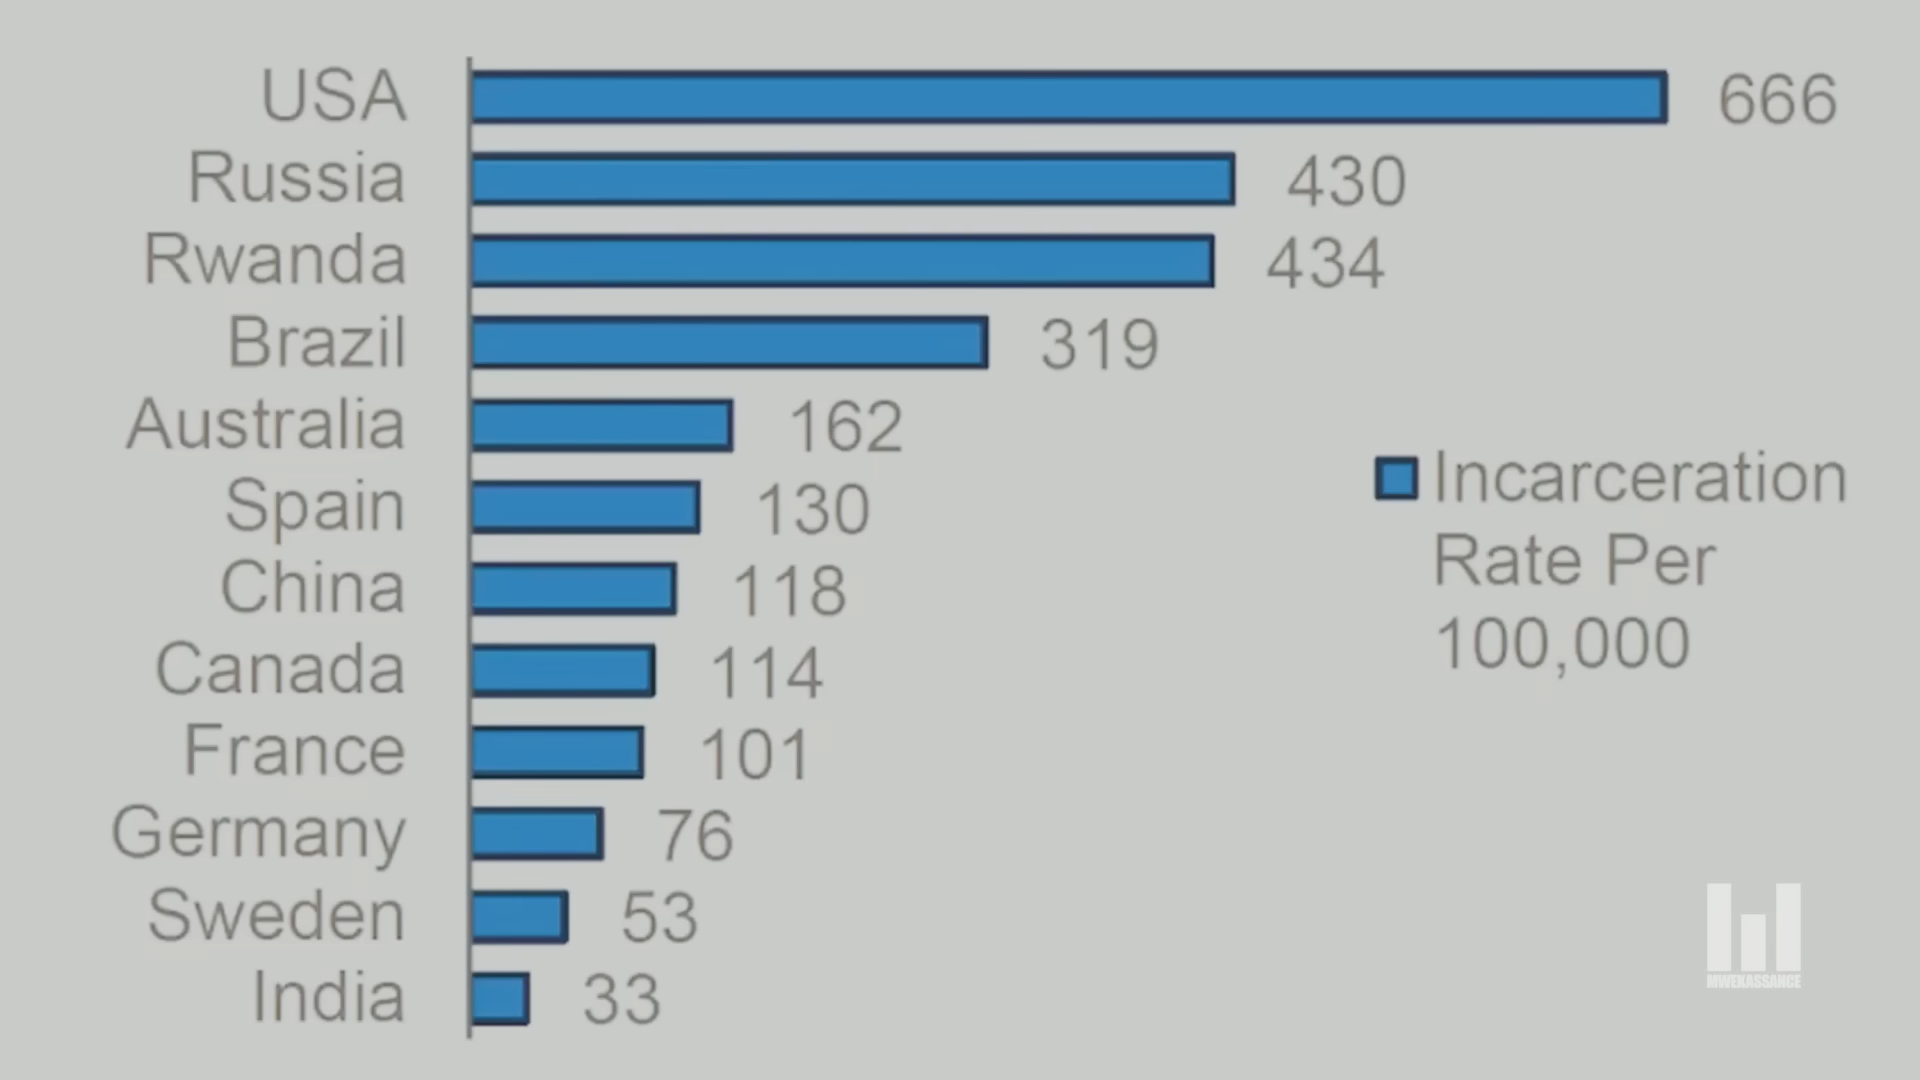 USA 666
Russia 430
Rwanda 434
Brazil 319
Australia 162
Spain 130
China 118
Canada 114
France 101
Germany 76
Sweden 53
India 33
Incarceration
Rate Per
100,000
MWEKASSANCE